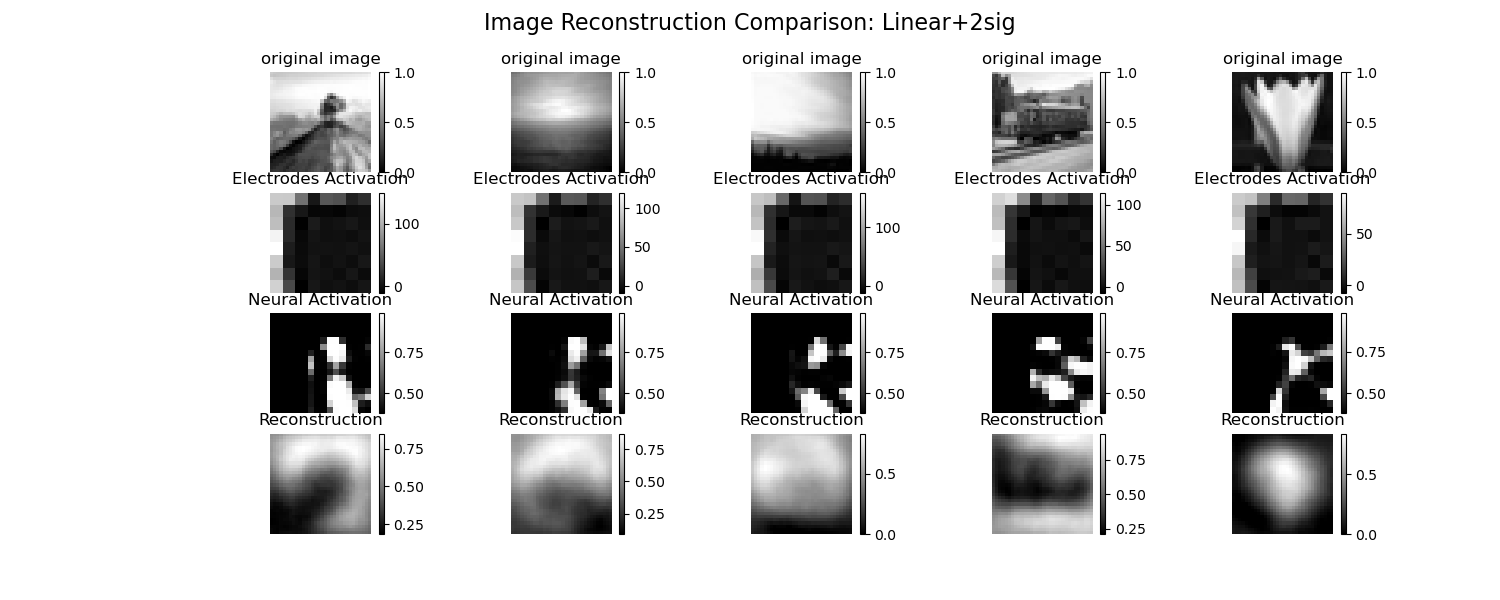 Image Reconstruction Comparison: Linear+2sig
original image original image original image original image original image
1.0 1.0 1.0 1.0 1.0
0.5 0.5 0.5 0.5 0.5
0.0 0.0 0.0 0.0 0.0
Electrodes Activation Electrodes Activation Electrodes Activation Electrodes Activation Electrodes Activation
100 100 100 100 50
0 50 0 50 0
0 0
Neural Activation Neural Activation Neural Activation Neural Activation Neural Activation
0.75 0.75 0.75 0.75 0.75
0.50 0.50 0.50 0.50 0.50
Reconstruction Reconstruction Reconstruction Reconstruction Reconstruction
0.75 0.75 0.5 0.75 0.5
0.50 0.50 0.0 0.50 0.0
0.25 0.25 0.25